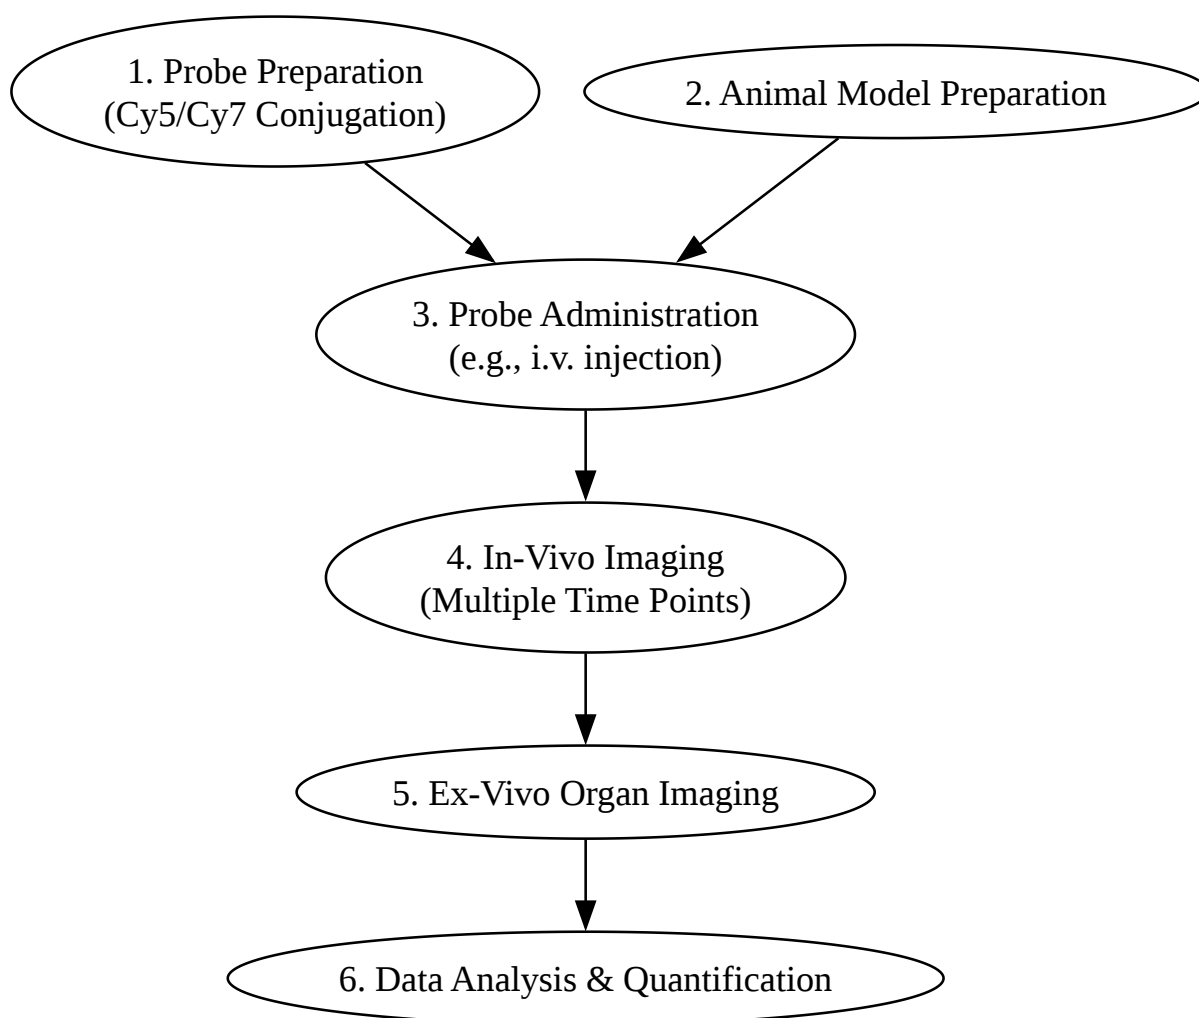 1. Probe Preparation
(Cy5/Cy7 Conjugation)
2. Animal Model Preparation
3. Probe Administration
(e.g., i.v. injection)
4. In-Vivo Imaging
(Multiple Time Points)
5. Ex-Vivo Organ Imaging
6. Data Analysis & Quantification